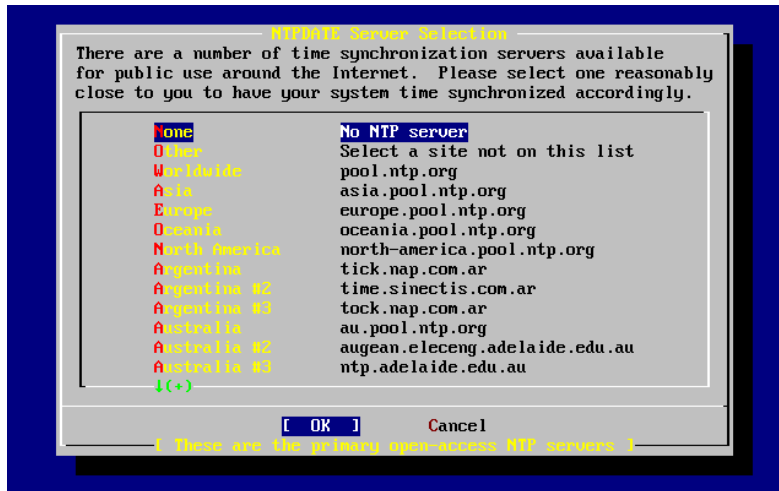 NTPDATE Server Selection
There are a number of time synchronization servers available
for public use around the Internet.  Please select one reasonably
close to you to have your system time synchronized accordingly.
None No NTP server
Other Select a site not on this list
Worldwide pool.ntp.org
Asia asia.pool.ntp.org
Europe europe.pool.ntp.org
Oceania oceania.pool.ntp.org
North America north-america.pool.ntp.org
Argentina tick.nap.com.ar
Argentina #2 time.sinectis.com.ar
Argentina #3 tock.nap.com.ar
Australia au.pool.ntp.org
Australia #2 augean.eleceng.adelaide.edu.au
Australia #3 ntp.adelaide.edu.au
↓(+)
[ OK ] Cancel
[ These are the primary open-access NTP servers ]